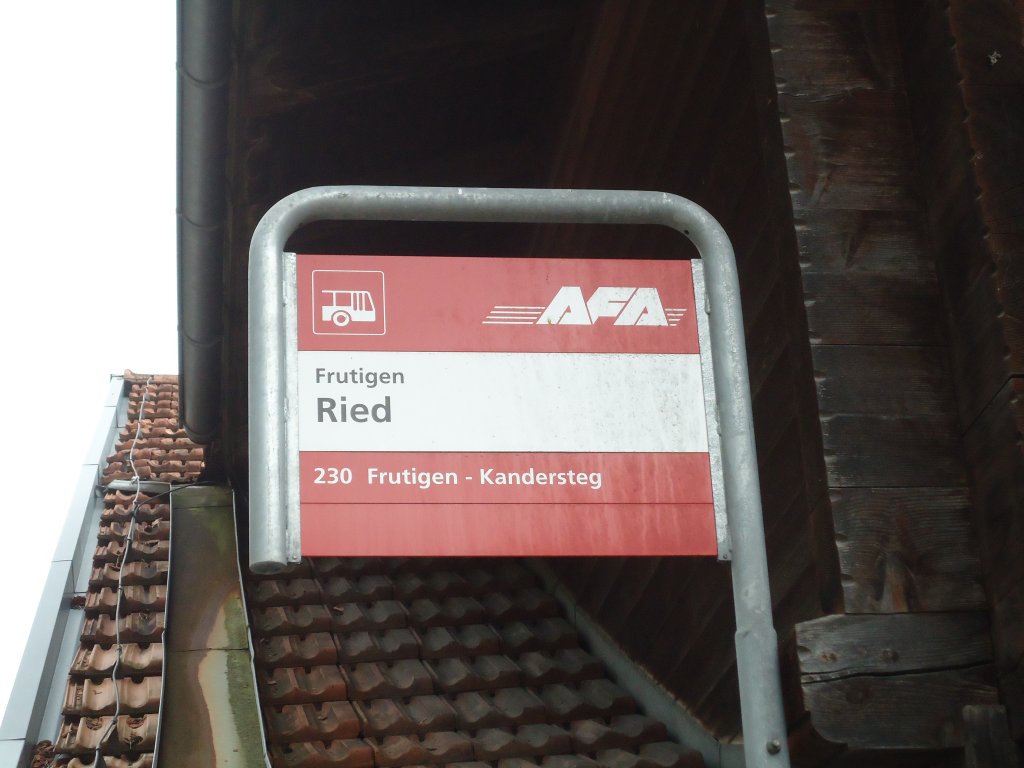 AFA
Frutigen
Ried
230 Frutigen - Kandersteg